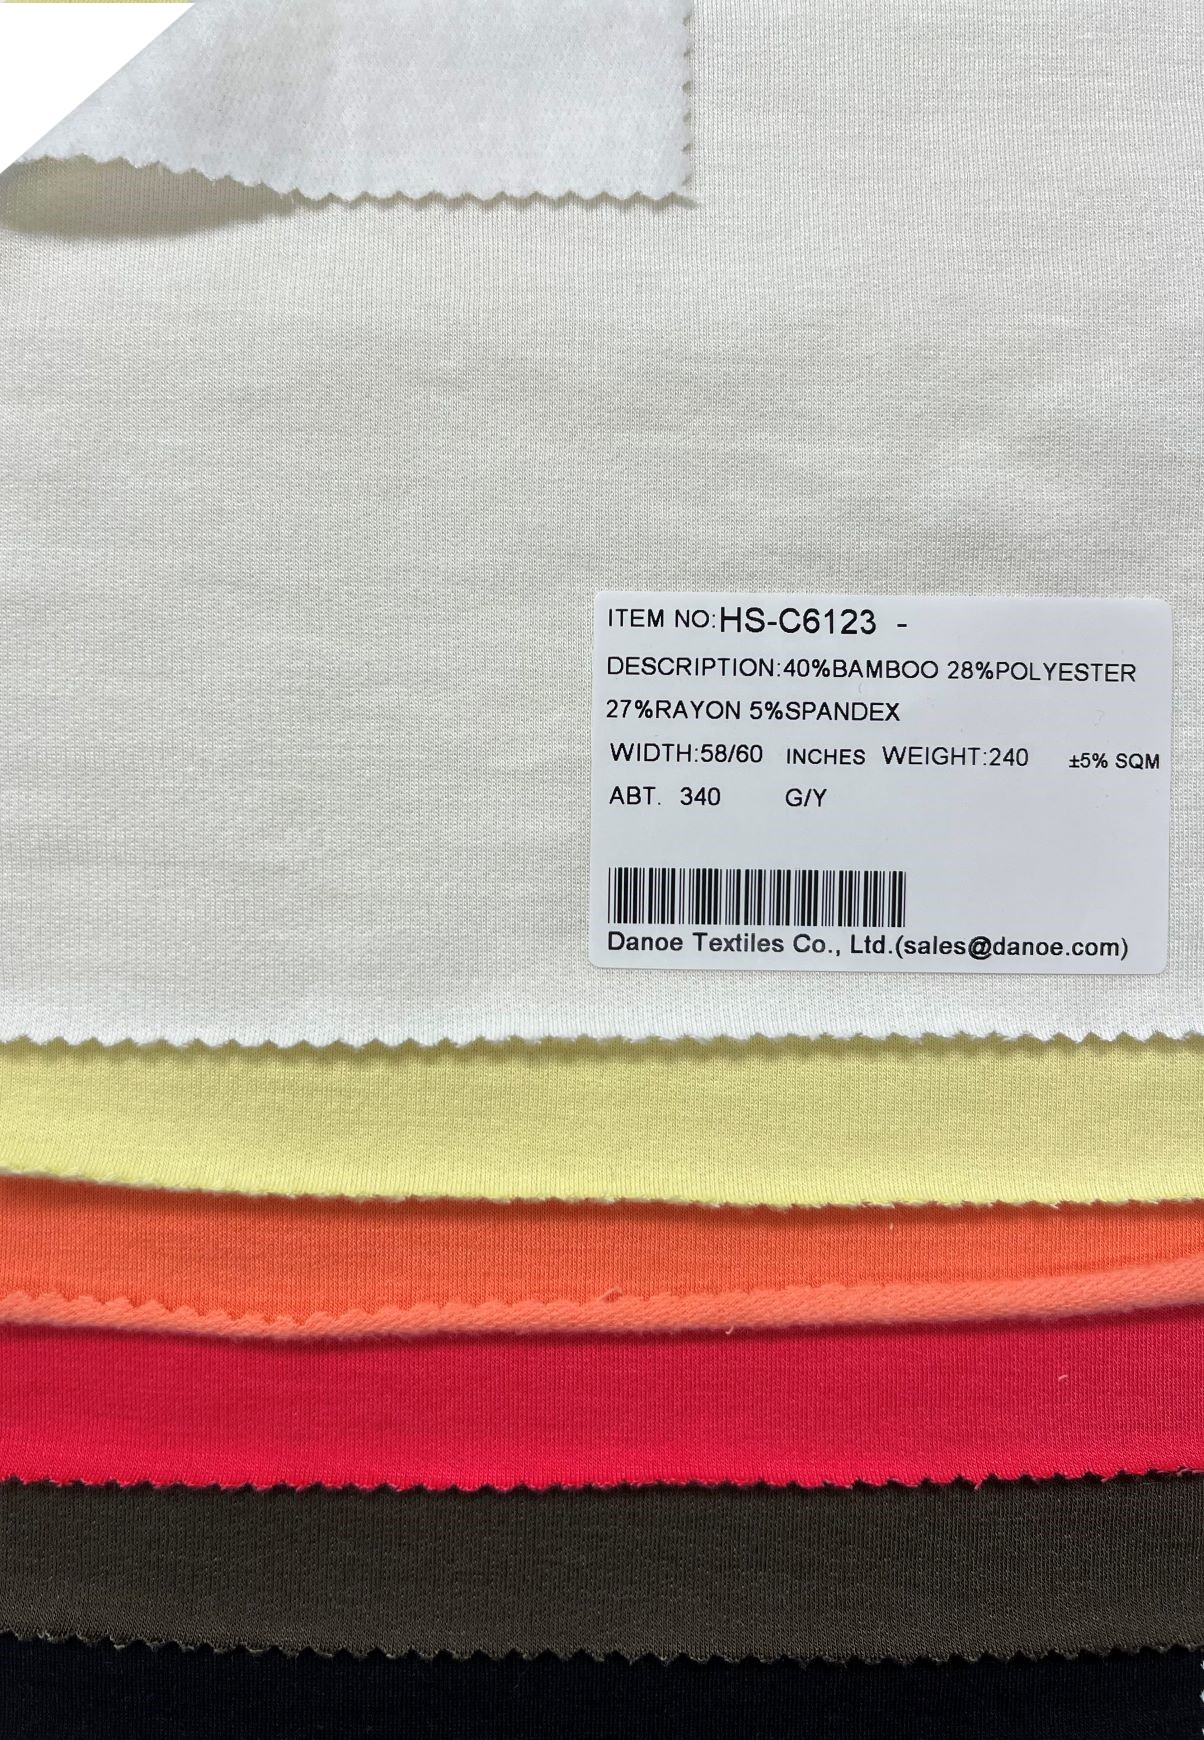 ITEM NO:HS-C6123 -
DESCRIPTION:40%BAMBOO 28%POLYESTER
27%RAYON 5%SPANDEX
WIDTH:58/60 INCHES WEIGHT:240 ±5% SQM
ABT. 340 G/Y
Danoe Textiles Co., Ltd.(sales@danoe.com)